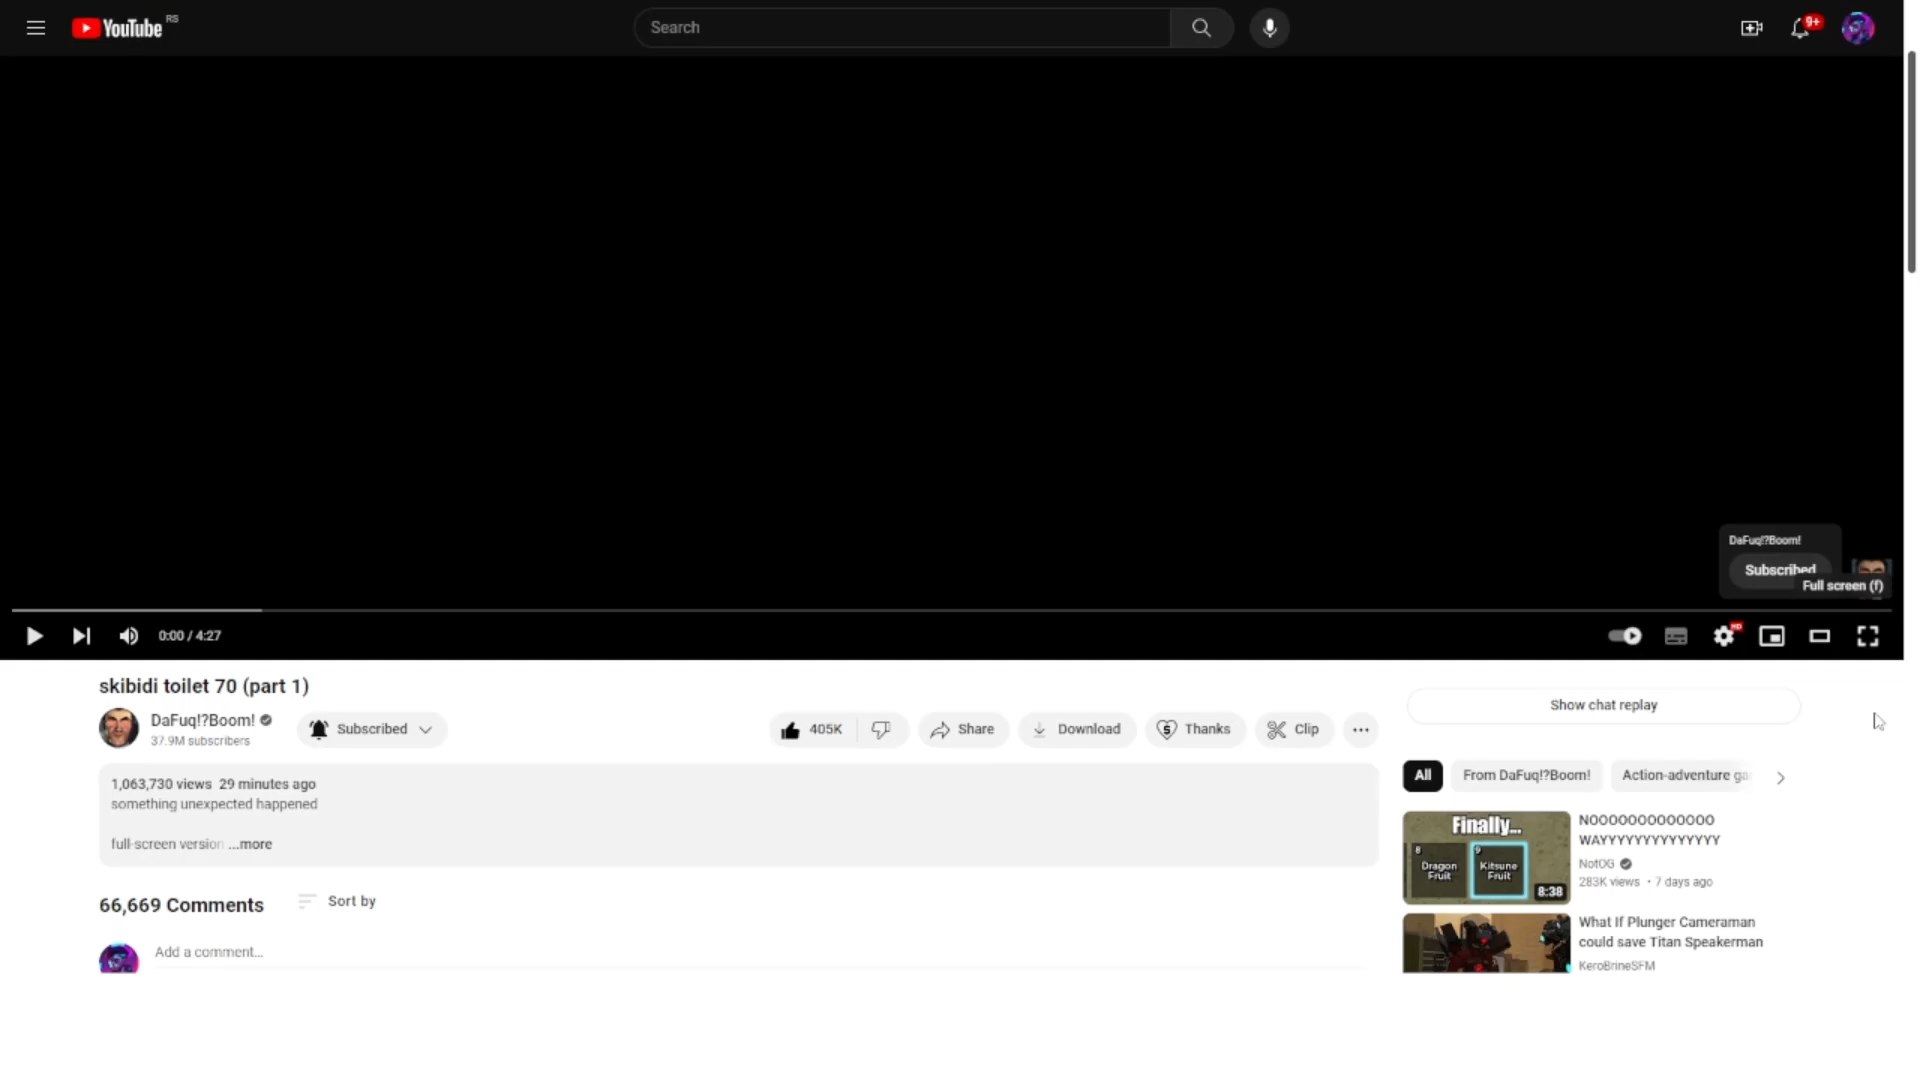 YouTube RS
Search
9+
DaFuq!?Boom!
Subscribed
Full screen (f)
0:00 / 4:27
HD
skibidi toilet 70 (part 1)
DaFuq!?Boom!
37.9M subscribers
Subscribed
405K
Share
Download
Thanks
Clip
Show chat replay
1,063,730 views 29 minutes ago
something unexpected happened
full-screen version ...more
All
From DaFuq!?Boom!
Action-adventure
Finally...
8
Dragon
Fruit
9
Kitsune
Fruit
8:38
NOOOOOOOOOOOOO
WAYYYYYYYYYYYYYY
NotOG
283K views • 7 days ago
66,669 Comments
Sort by
What If Plunger Cameraman
could save Titan Speakerman
KeroBrineSFM
Add a comment...